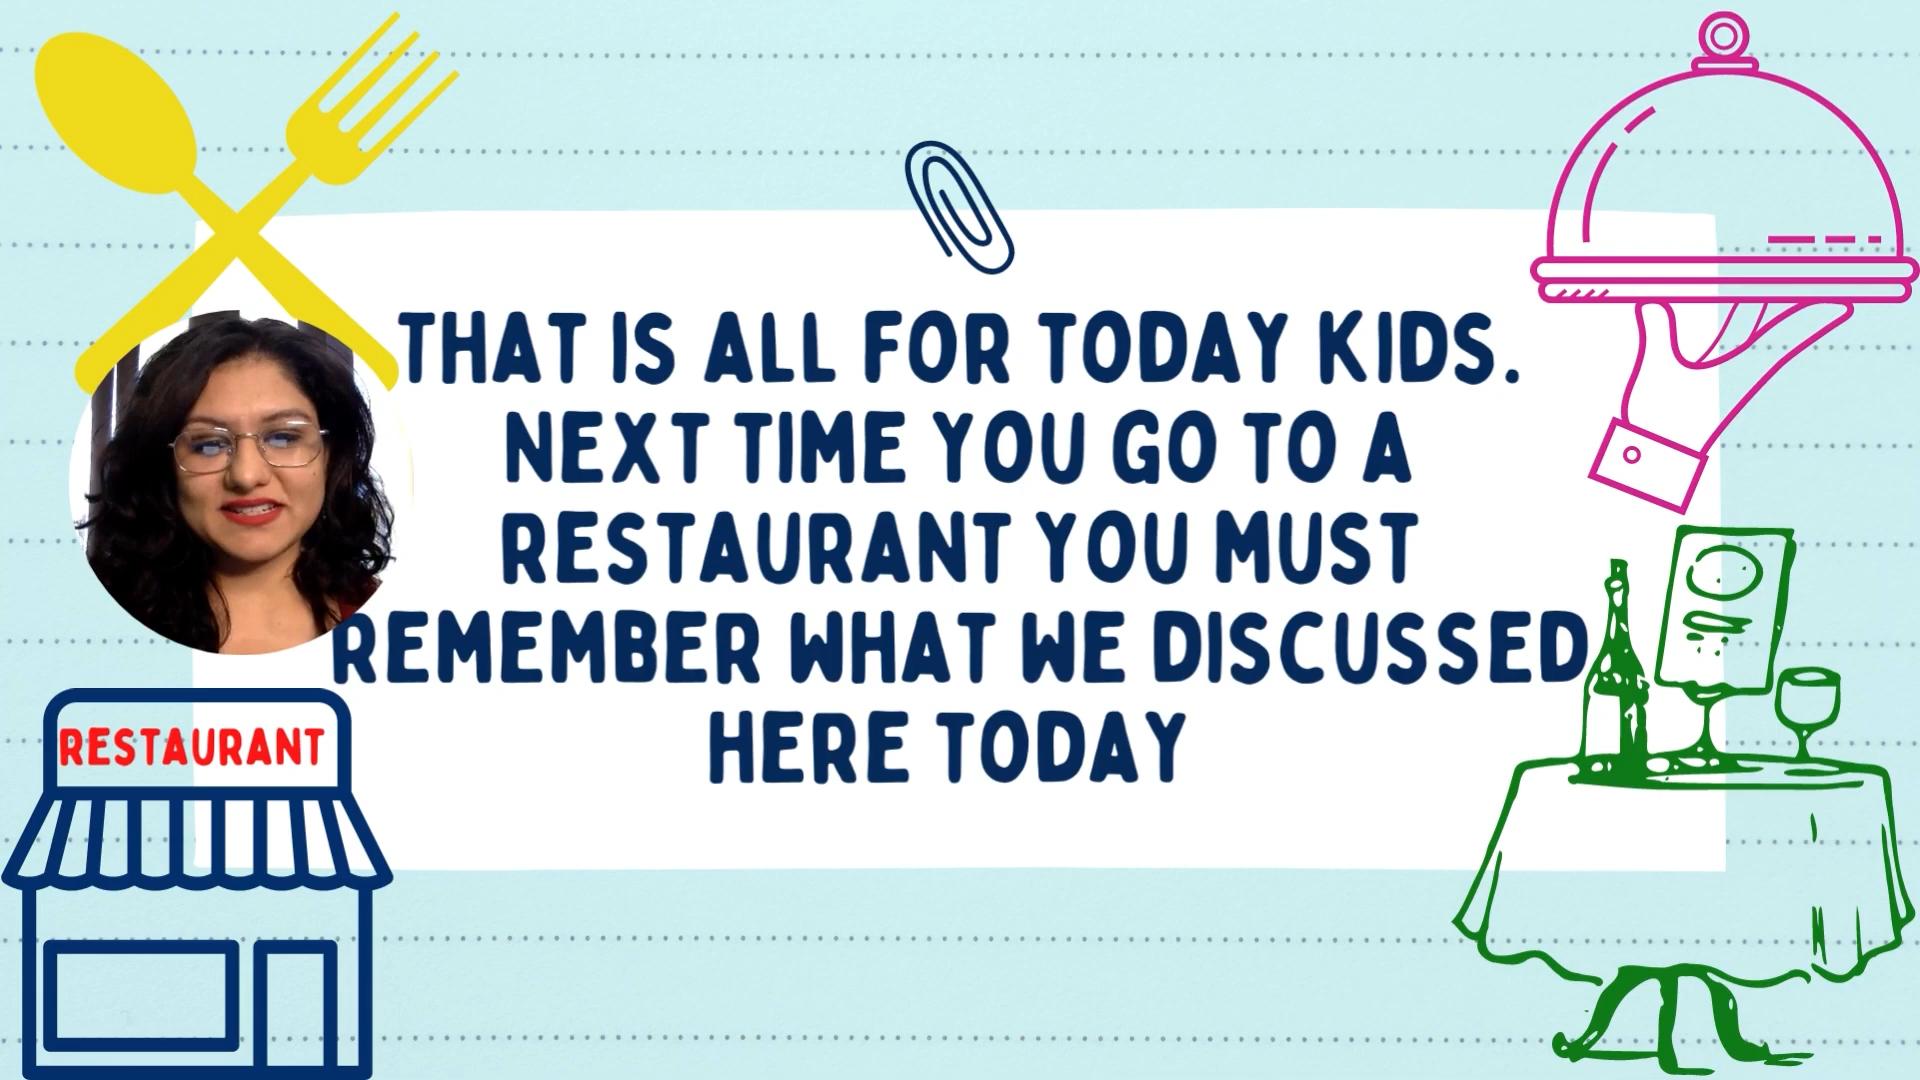 THAT IS ALL FOR TODAY KIDS.
NEXT TIME YOU GO TO A
RESTAURANT YOU MUST
REMEMBER WHAT WE DISCUSSED
HERE TODAY
RESTAURANT